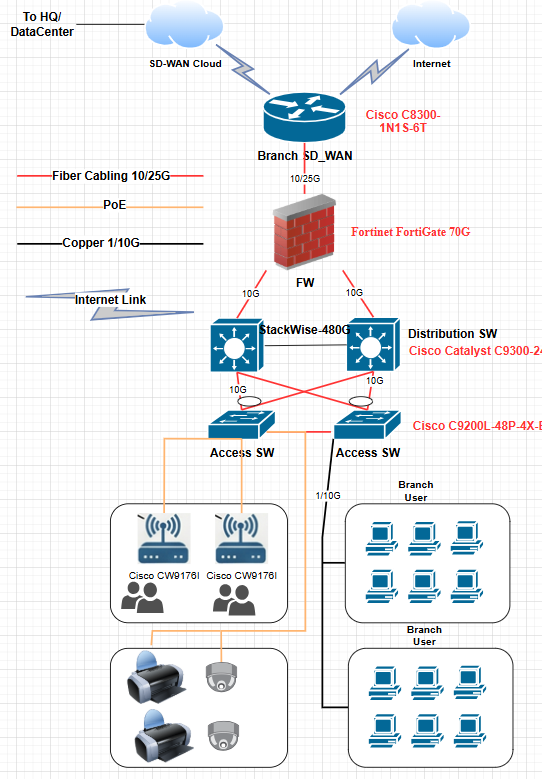 To HQ/
DataCenter
SD-WAN Cloud
Internet
Cisco C8300-
1N1S-6T
Branch SD_WAN
10/25G
Fiber Cabling 10/25G
PoE
Copper 1/10G
Internet Link
Fortinet FortiGate 70G
FW
10G
10G
StackWise-480G
Distribution SW
Cisco Catalyst C9300-24
10G
10G
Cisco C9200L-48P-4X-E
Access SW
Access SW
1/10G
Branch
User
Cisco CW9176I
Cisco CW9176I
Branch
User